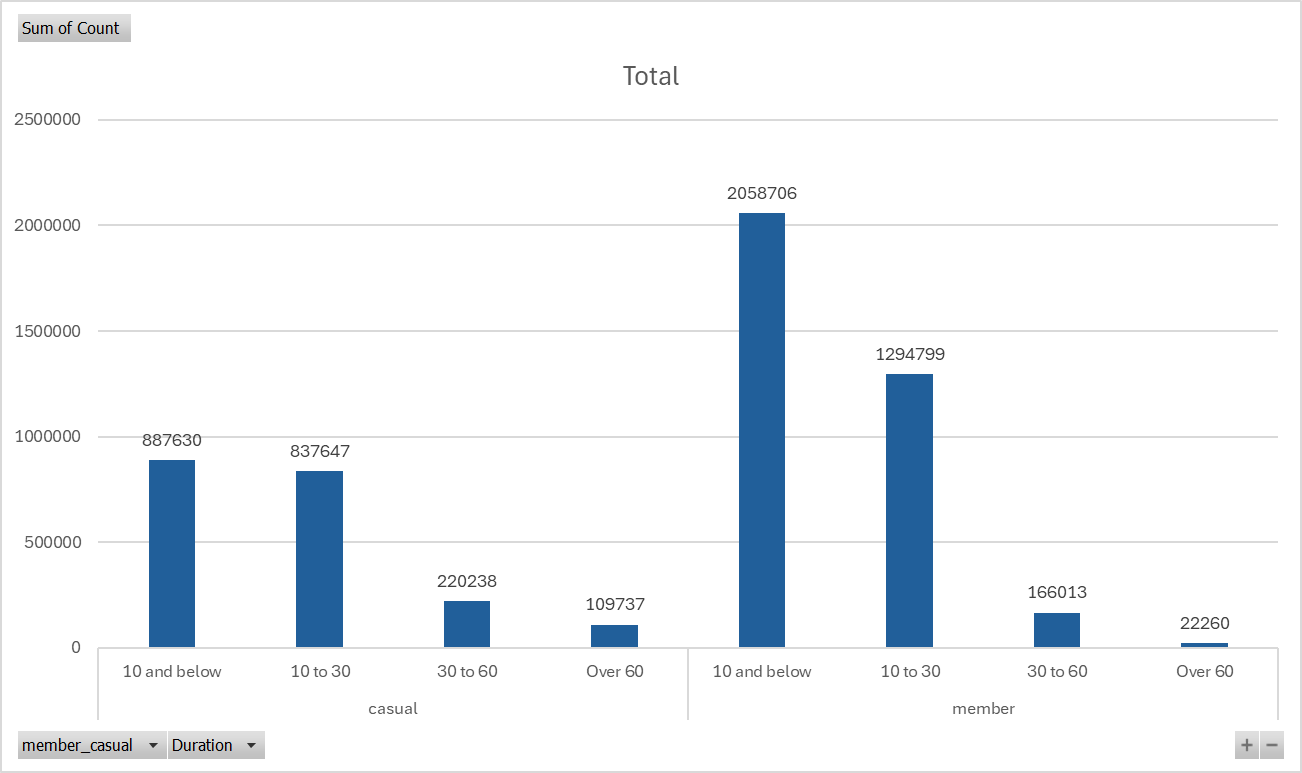 Sum of Count
Total
2500000
2000000
1500000
1000000
500000
0
887630
837647
220238
109737
2058706
1294799
166013
22260
10 and below
10 to 30
30 to 60
Over 60
10 and below
10 to 30
30 to 60
Over 60
casual
member
member_casual
Duration
+
−